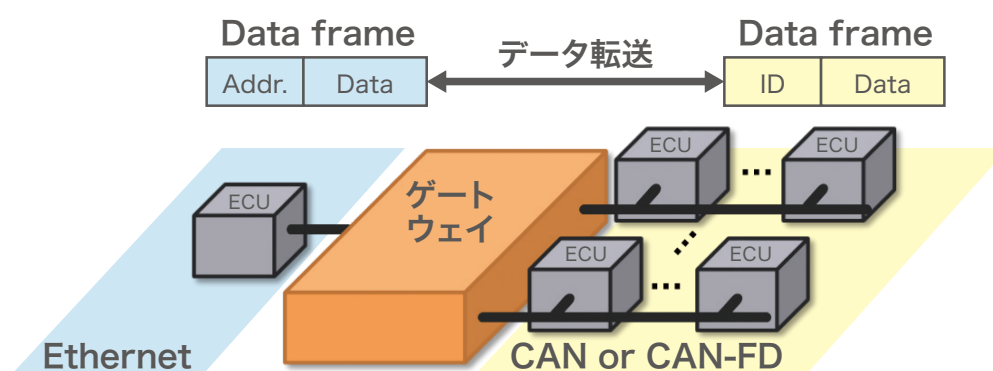 Data frame
データ転送
Data frame
Addr.
Data
ID
Data
ECU
ECU
ECU
ゲート
ウェイ
ECU
ECU
Ethernet
CAN or CAN-FD